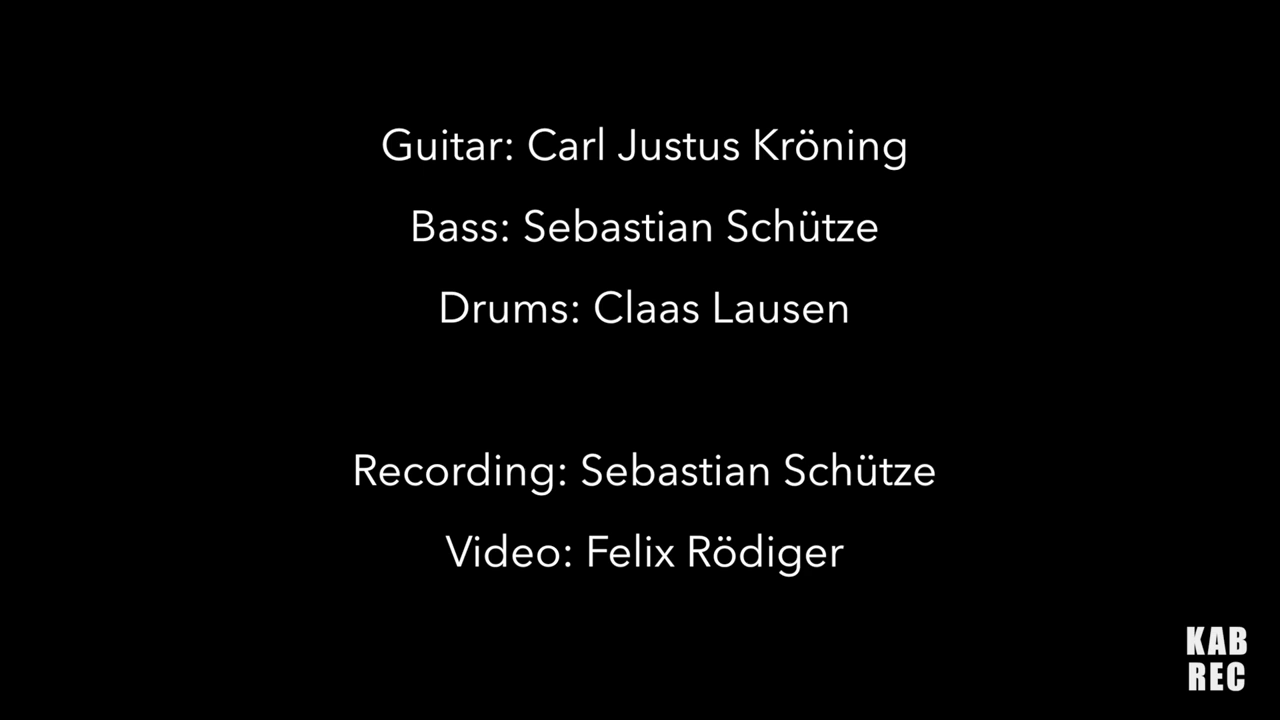 Guitar: Carl Justus Kröning
Bass: Sebastian Schütze
Drums: Claas Lausen
Recording: Sebastian Schütze
Video: Felix Rödiger
KAB
REC